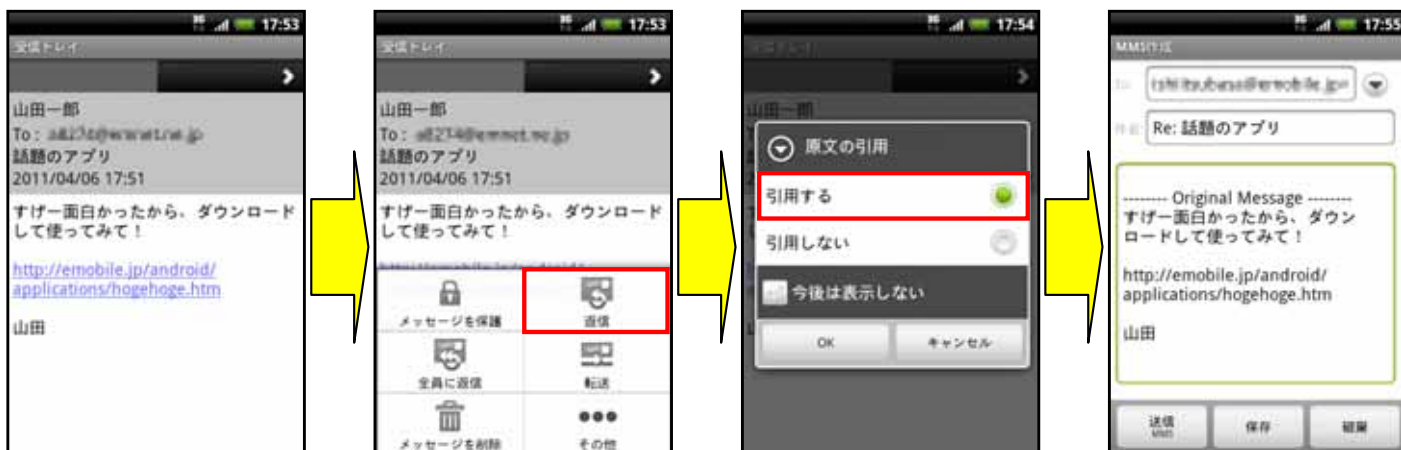 17:53
受信トレイ
山田一郎
To :
話題のアプリ
2011/04/06 17:51
すげー面白かったから、ダウンロード
して使ってみて！
http://emobile.jp/android/
applications/hogehoge.htm
山田
17:53
受信トレイ
山田一郎
To :
話題のアプリ
2011/04/06 17:51
すげー面白かったから、ダウンロード
して使ってみて！
メッセージを保護
返信
全員に返信
転送
メッセージを削除
その他
17:54
山田一郎
原文の引用
引用する
引用しない
今後は表示しない
OK
キャンセル
17:55
MMS作成
To
件名
Re: 話題のアプリ
-------- Original Message --------
すげー面白かったから、ダウン
ロードして使ってみて！
http://emobile.jp/android/
applications/hogehoge.htm
山田
送信
MMS
保存
破棄